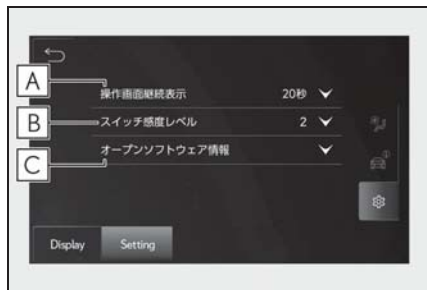 A
操作画面継続表示 20秒
B
スイッチ感度レベル 2
C
オープンソフトウェア情報
Display Setting